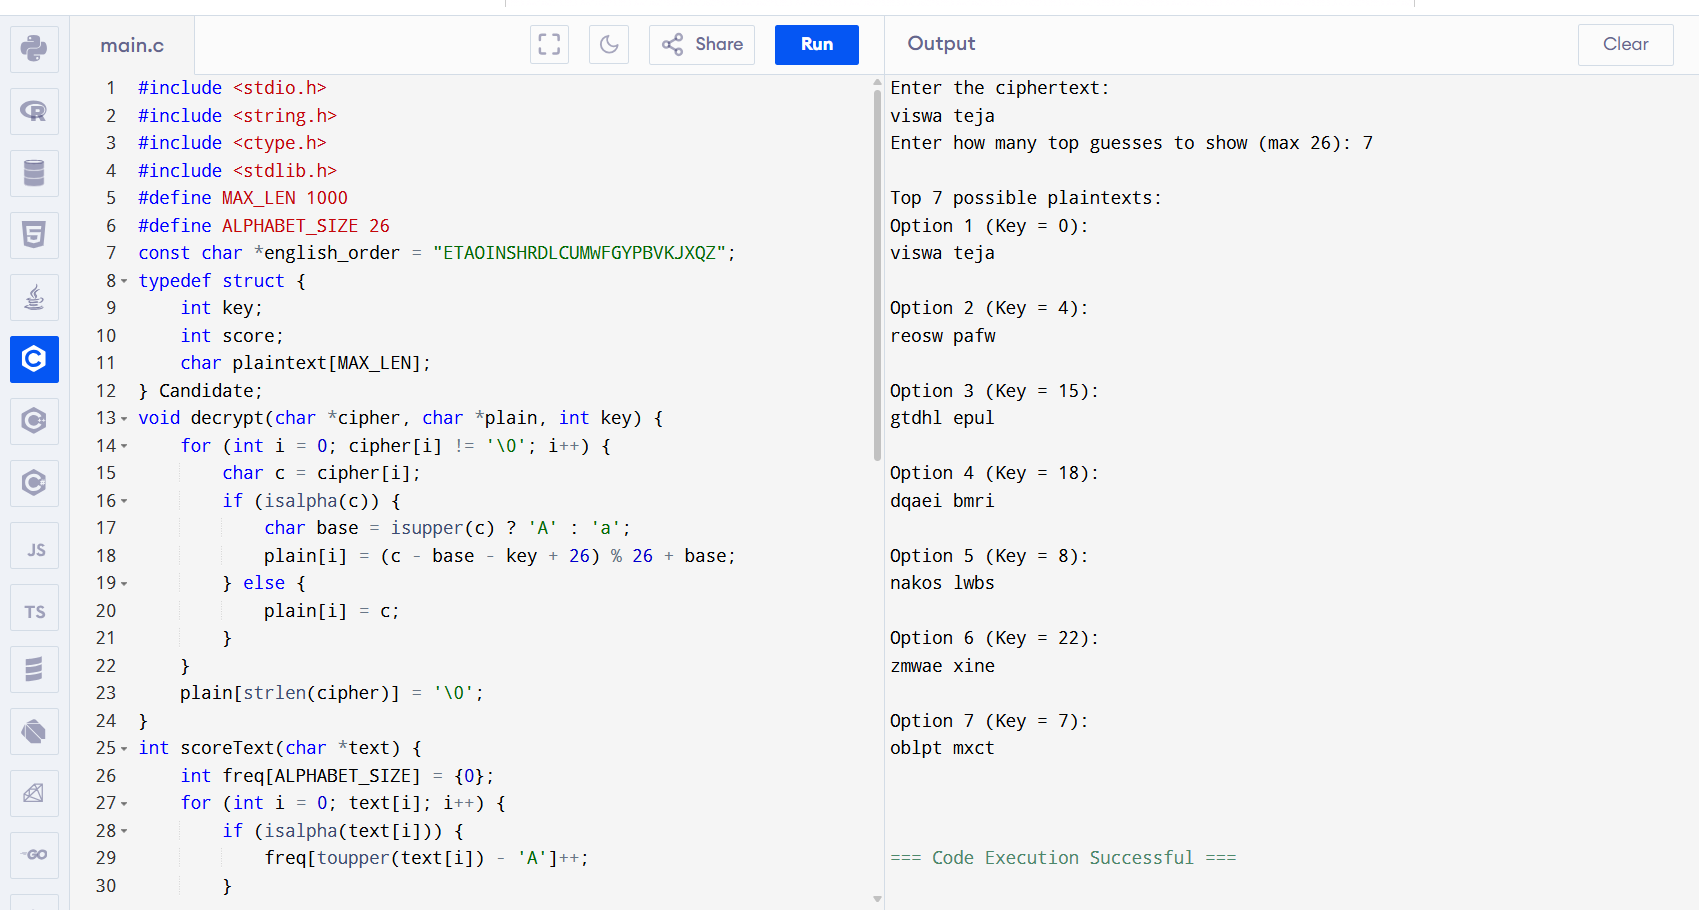 main.c
Share
Run
Output
Clear
1 #include <stdio.h>
2 #include <string.h>
3 #include <ctype.h>
4 #include <stdlib.h>
5 #define MAX_LEN 1000
6 #define ALPHABET_SIZE 26
7 const char *english_order = "ETAOINSHRDLCUMWFGYPBVKJXQZ";
8 typedef struct {
9     int key;
10     int score;
11     char plaintext[MAX_LEN];
12 } Candidate;
13 void decrypt(char *cipher, char *plain, int key) {
14     for (int i = 0; cipher[i] != '\0'; i++) {
15         char c = cipher[i];
16         if (isalpha(c)) {
17             char base = isupper(c) ? 'A' : 'a';
18             plain[i] = (c - base - key + 26) % 26 + base;
19         } else {
20             plain[i] = c;
21         }
22     }
23     plain[strlen(cipher)] = '\0';
24 }
25 int scoreText(char *text) {
26     int freq[ALPHABET_SIZE] = {0};
27     for (int i = 0; text[i]; i++) {
28         if (isalpha(text[i])) {
29             freq[toupper(text[i]) - 'A']++;
30         }
Enter the ciphertext:
viswa teja
Enter how many top guesses to show (max 26): 7
Top 7 possible plaintexts:
Option 1 (Key = 0):
viswa teja
Option 2 (Key = 4):
reosw pafw
Option 3 (Key = 15):
gtdhl epul
Option 4 (Key = 18):
dqaei bmri
Option 5 (Key = 8):
nakos lwbs
Option 6 (Key = 22):
zmwae xine
Option 7 (Key = 7):
oblpt mxct
=== Code Execution Successful ===
R
5
C
C
C
JS
TS
GO